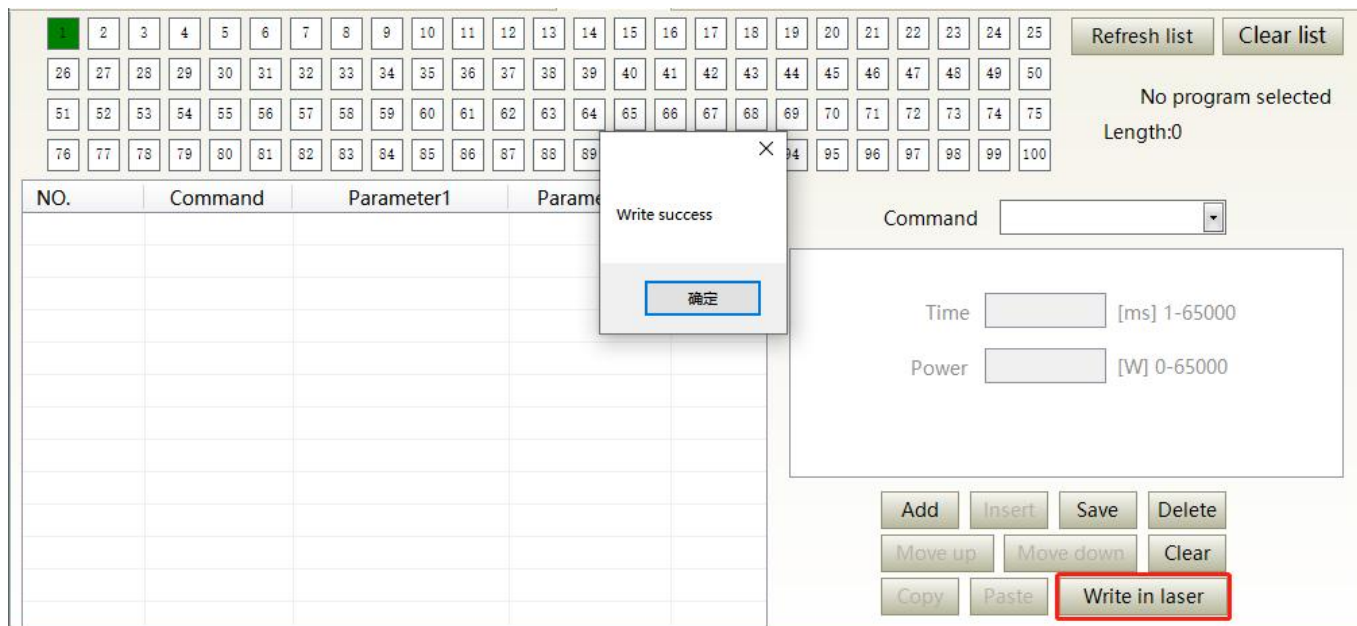 1 2 3 4 5 6 7 8 9 10 11 12 13 14 15 16 17 18 19 20 21 22 23 24 25
Refresh list Clear list
26 27 28 29 30 31 32 33 34 35 36 37 38 39 40 41 42 43 44 45 46 47 48 49 50
51 52 53 54 55 56 57 58 59 60 61 62 63 64 65 66 67 68 69 70 71 72 73 74 75
No program selected
Length:0
76 77 78 79 80 81 82 83 84 85 86 87 88 89 94 95 96 97 98 99 100
NO. Command Parameter1 Parame
Write success
确定
Command
Time [ms] 1-65000
Power [W] 0-65000
Add Insert Save Delete
Move up Move down Clear
Copy Paste Write in laser